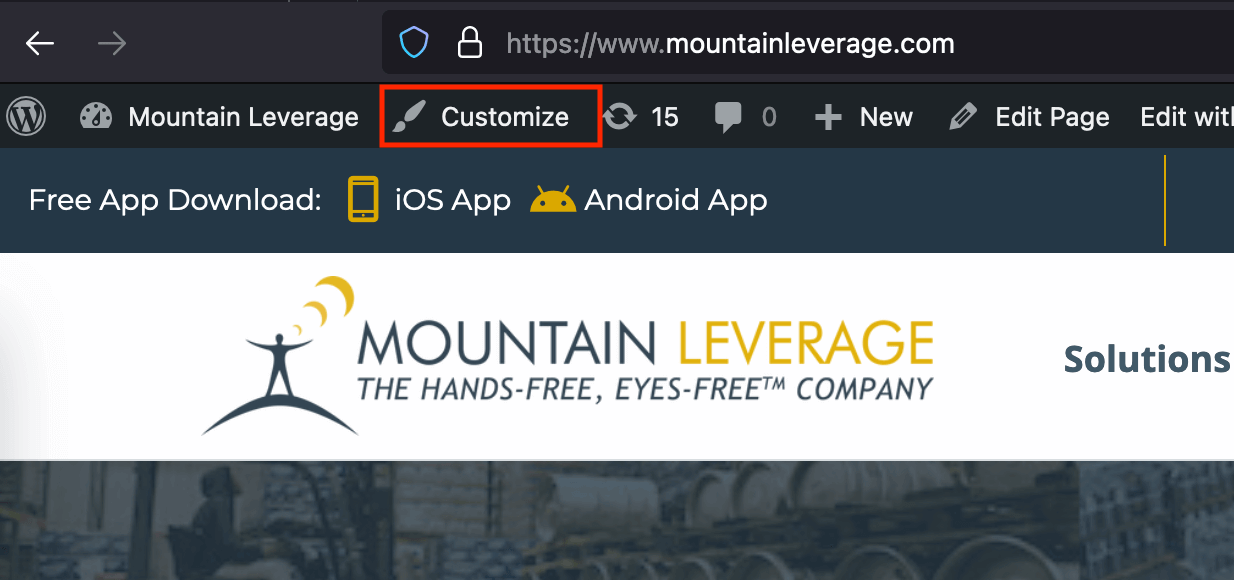 https://www.mountainleverage.com
Mountain Leverage Customize 15 0 New Edit Page Edit with
Free App Download: iOS App Android App
MOUNTAIN LEVERAGE
THE HANDS-FREE, EYES-FREE™ COMPANY
Solutions